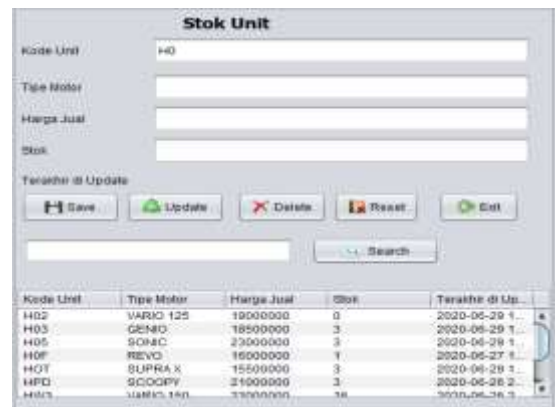 Stok Unit
Kode Unit H0
Tipe Motor
Harga Jual
Stok
Terakhir di Update
Save Update Delete Reset Exit
Search
Kode Unit Tipe Motor Harga Jual Stok Terakhir di Up...
H02 VARIO 125 19000000 0 2020-06-29 1...
H03 GENIO 18500000 3 2020-06-29 1...
H05 SONIC 23000000 3 2020-06-29 1...
H0F REVO 16000000 1 2020-06-27 1...
HOT SUPRA X 15500000 3 2020-06-29 1...
HPD SCOOPY 21000000 3 2020-06-26 2...
VARIO 150